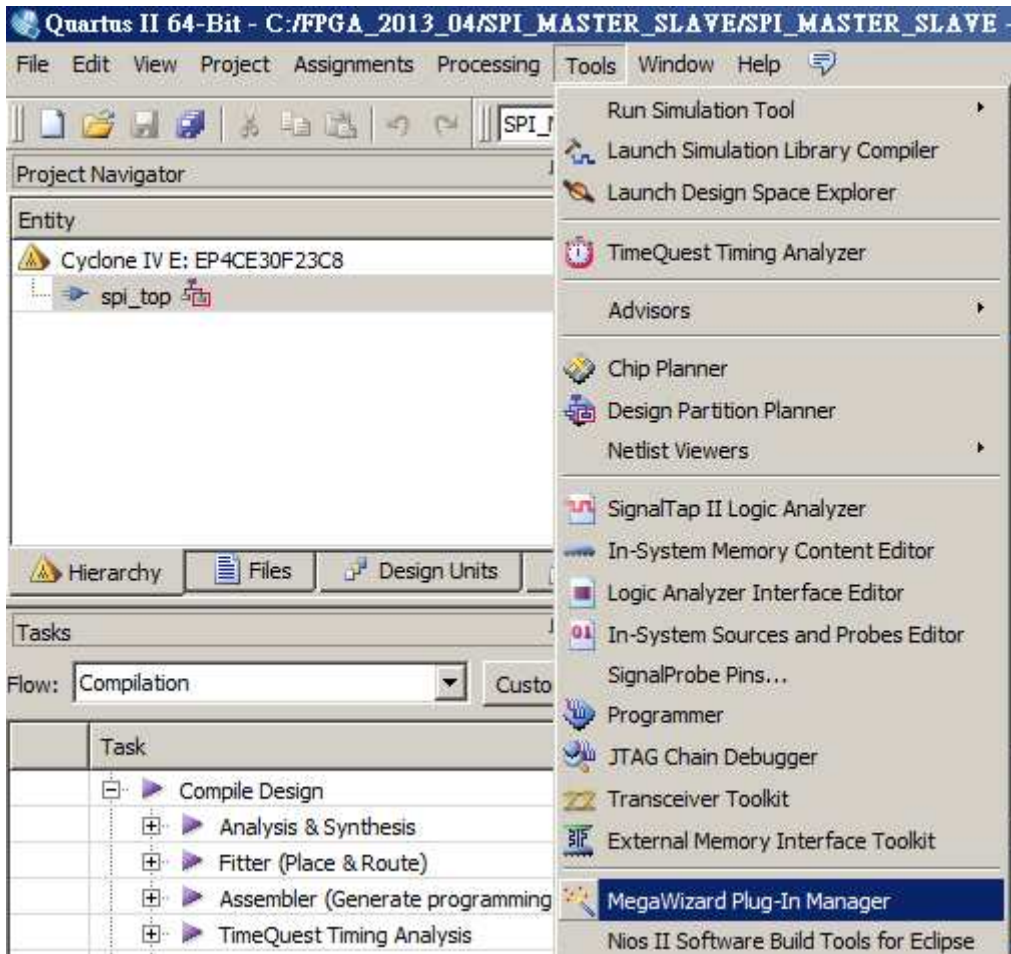 Quartus II 64-Bit - C:/FPGA_2013_04/SPI_MASTER_SLAVE/SPI_MASTER_SLAVE -
File Edit View Project Assignments Processing Tools Window Help
SPI_
Project Navigator
Entity
Cyclone IV E: EP4CE30F23C8
spi_top
Hierarchy Files Design Units
Tasks
Flow: Compilation Custo
Task
Compile Design
Analysis & Synthesis
Fitter (Place & Route)
Assembler (Generate programming
TimeQuest Timing Analysis
Run Simulation Tool
Launch Simulation Library Compiler
Launch Design Space Explorer
TimeQuest Timing Analyzer
Advisors
Chip Planner
Design Partition Planner
Netlist Viewers
SignalTap II Logic Analyzer
In-System Memory Content Editor
Logic Analyzer Interface Editor
In-System Sources and Probes Editor
SignalProbe Pins...
Programmer
JTAG Chain Debugger
Transceiver Toolkit
External Memory Interface Toolkit
MegaWizard Plug-In Manager
Nios II Software Build Tools for Eclipse